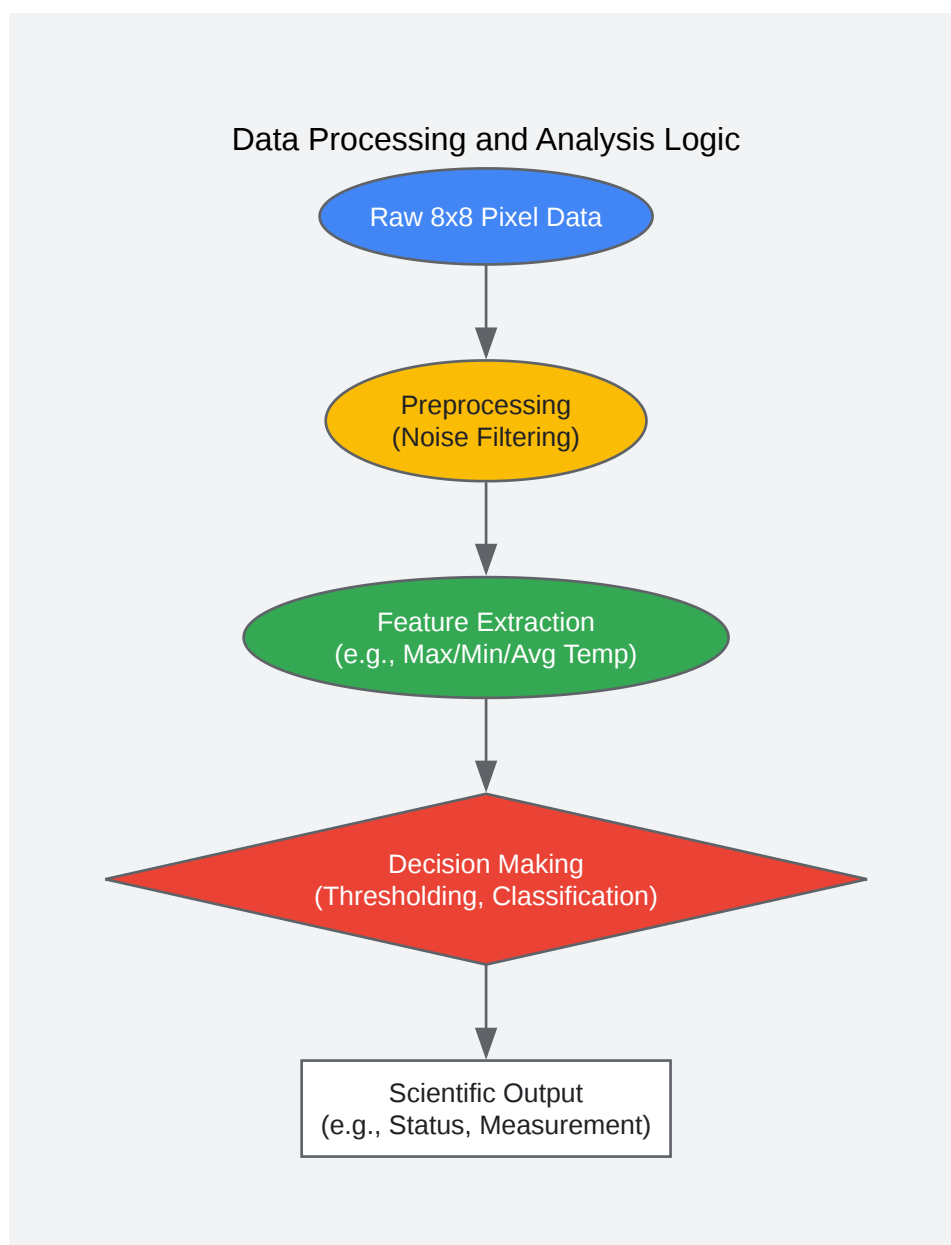 Data Processing and Analysis Logic
Raw 8x8 Pixel Data
Preprocessing
(Noise Filtering)
Feature Extraction
(e.g., Max/Min/Avg Temp)
Decision Making
(Thresholding, Classification)
Scientific Output
(e.g., Status, Measurement)